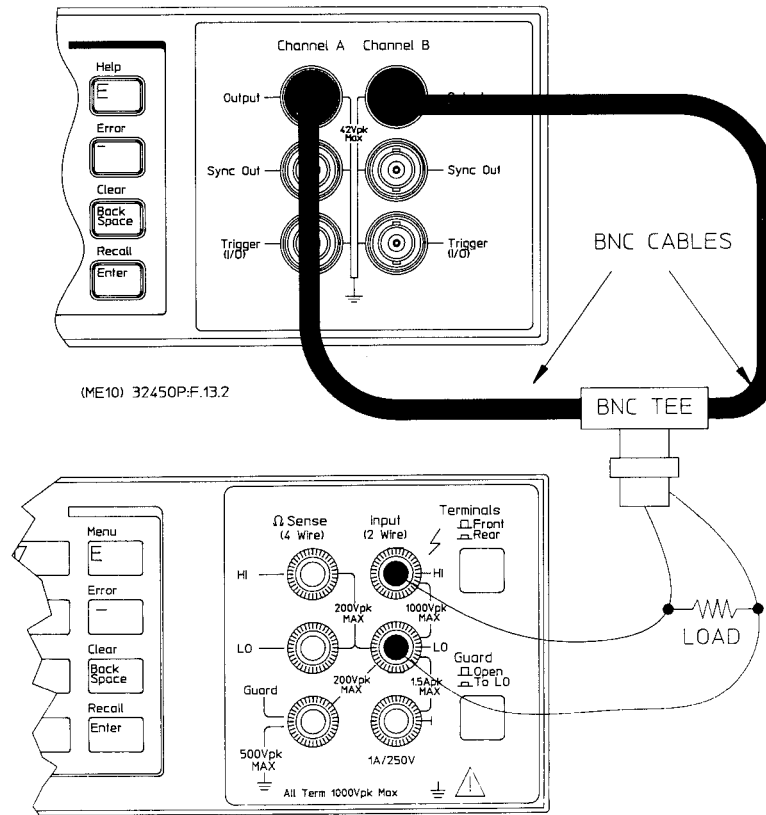 Channel A Channel B
Help
E
Output
Error
-
42Vpk
Max
Sync Out
Sync Out
Clear
Back
Space
Trigger
(I/O)
Trigger
(I/O)
Recall
Enter
BNC CABLES
(ME10) 32450P:F.13.2
BNC TEE
Ω Sense
(4 Wire)
Input
(2 Wire)
Terminals
Front
Rear
Menu
E
HI
HI
Error
-
200Vpk
MAX
1000Vpk
MAX
LOAD
LO
LO
Clear
Back
Space
Guard
Open
To LO
200Vpk
MAX
1.5Apk
MAX
Guard
Recall
Enter
500Vpk
MAX
I
1A/250V
All Term 1000Vpk Max